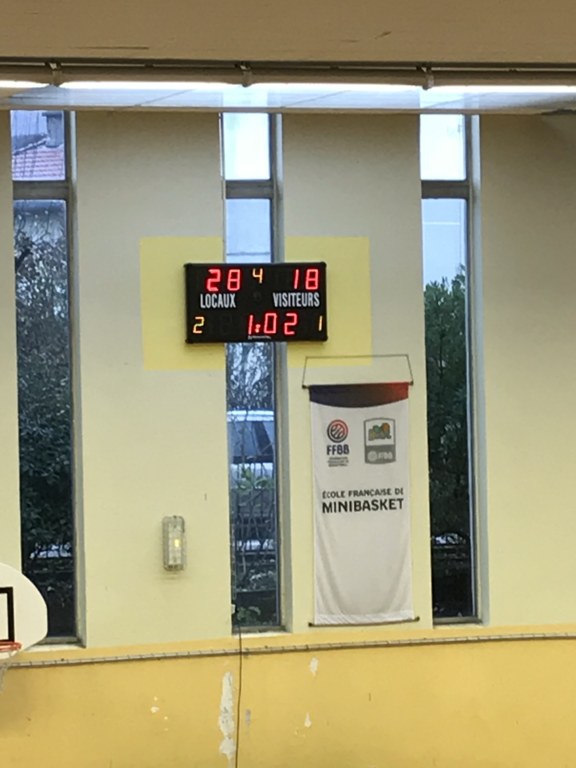 28 4 18
LOCAUX VISITEURS
2 1:02 1
FFBB
FFBB
ÉCOLE FRANÇAISE DE
MINIBASKET